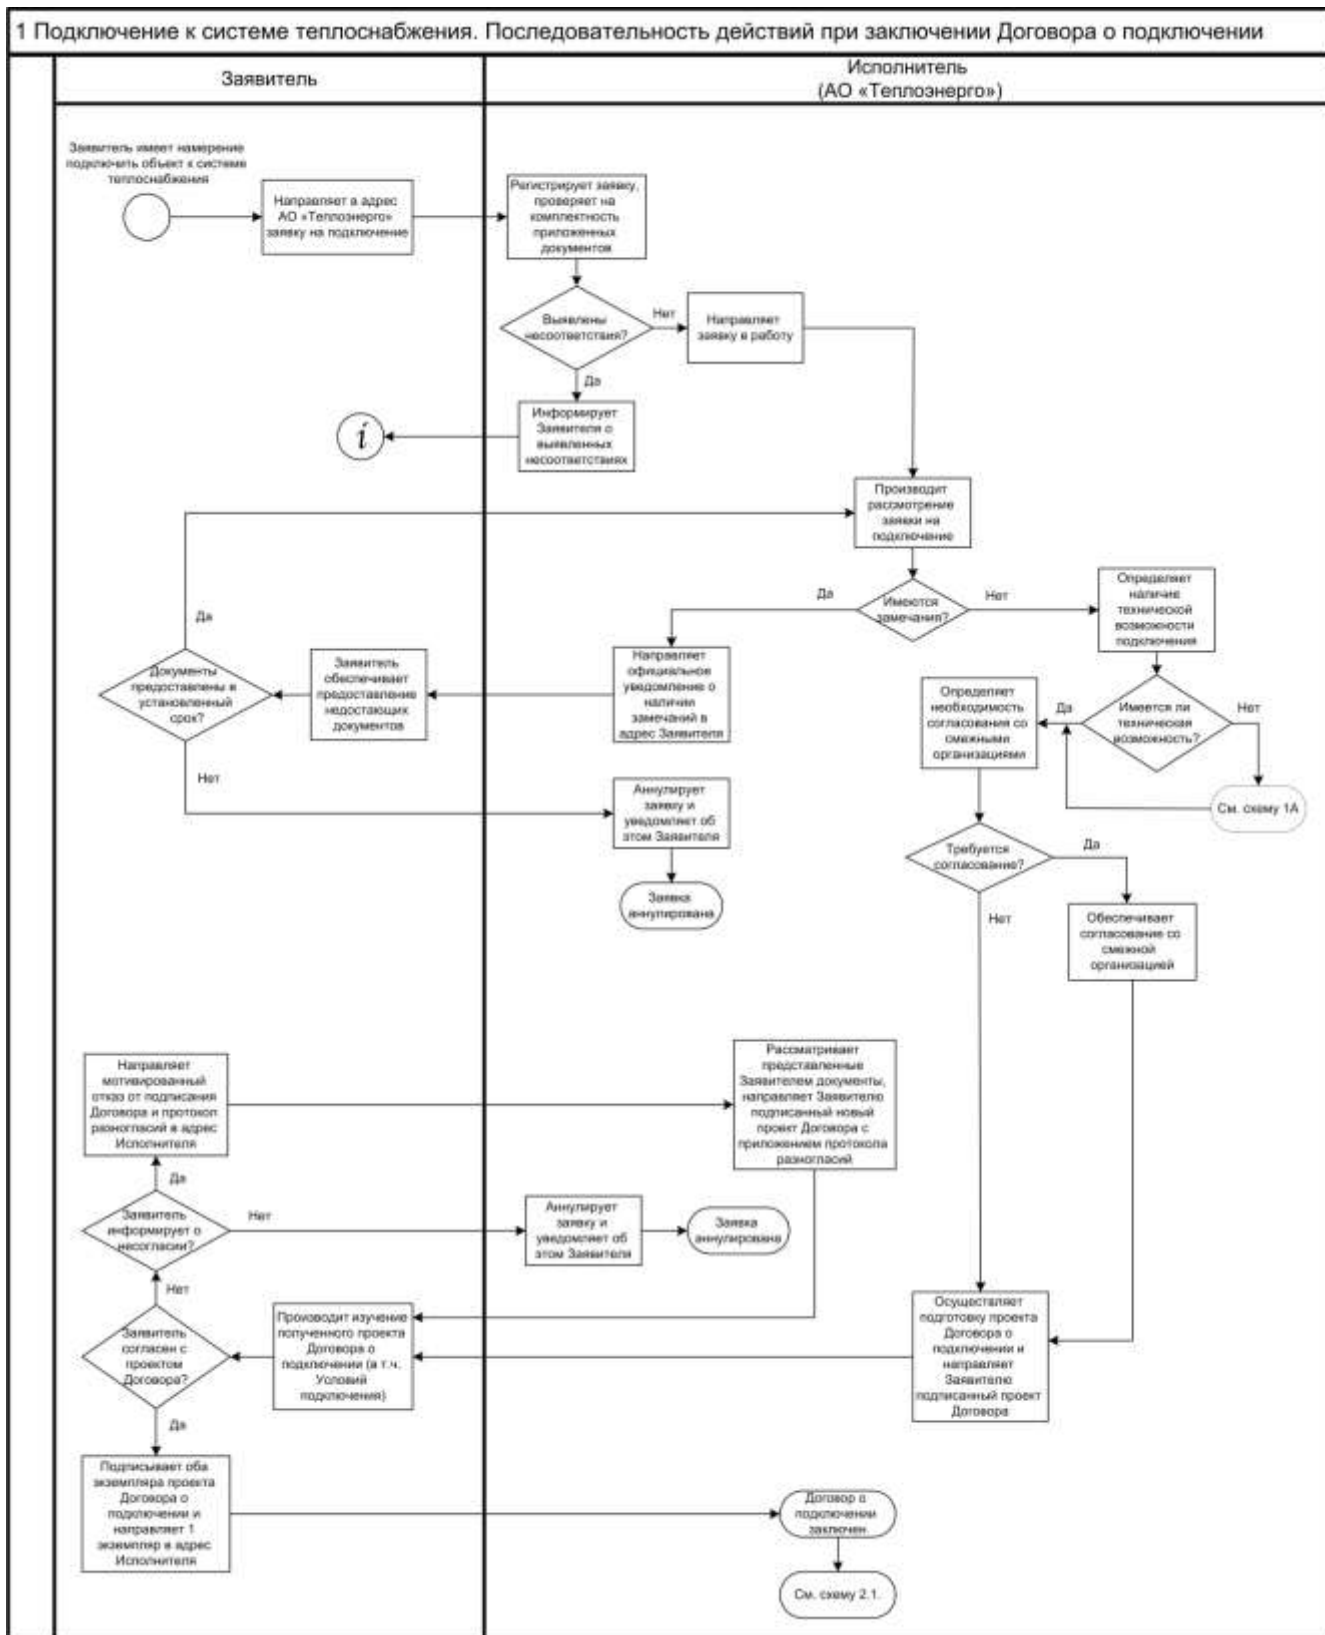 1 Подключение к системе теплоснабжения. Последовательность действий при заключении Договора о подключении
Заявитель
Исполнитель
(АО «Теплоэнерго»)
Заявитель имеет намерение
подключить объект к системе
теплоснабжения
Направляет в адрес
АО «Теплоэнерго»
заявку на подключение
Регистрирует заявку,
проверяет на
комплектность
приложенных
документов
Выявлены
несоответствия?
Нет
Направляет
заявку в работу
Да
Информирует
Заявителя о
выявленных
несоответствиях
i
Производит
рассмотрение
заявки на
подключение
Имеются
замечания?
Да
Нет
Определяет
наличие
технической
возможности
подключения
Да
Документы
предоставлены в
установленный
срок?
Заявитель
обеспечивает
предоставление
недостающих
документов
Направляет
официальное
уведомление о
наличии
замечаний в
адрес Заявителя
Определяет
необходимость
согласования со
смежными
организациями
Да
Имеется ли
техническая
возможность?
Нет
См. схему 1А
Нет
Аннулирует
заявку и
уведомляет об
этом Заявителя
Заявка
аннулирована
Требуется
согласование?
Да
Нет
Обеспечивает
согласование со
смежной
организацией
Направляет
мотивированный
отказ от подписания
Договора и протокол
разногласий в адрес
Исполнителя
Рассматривает
представленные
Заявителем документы,
направляет Заявителю
подписанный новый
проект Договора с
приложением протокола
разногласий
Да
Заявитель
информирует о
несогласии?
Нет
Аннулирует
заявку и
уведомляет об
этом Заявителя
Заявка
аннулирована
Нет
Заявитель
согласен с
проектом
Договора?
Производит изучение
полученного проекта
Договора о
подключении (в т.ч.
Условий
подключения)
Осуществляет
подготовку проекта
Договора о
подключении и
направляет
Заявителю
подписанный проект
Договора
Да
Подписывает оба
экземпляра проекта
Договора о
подключении и
направляет 1
экземпляр в адрес
Исполнителя
Договор о
подключении
заключен
См. схему 2.1.